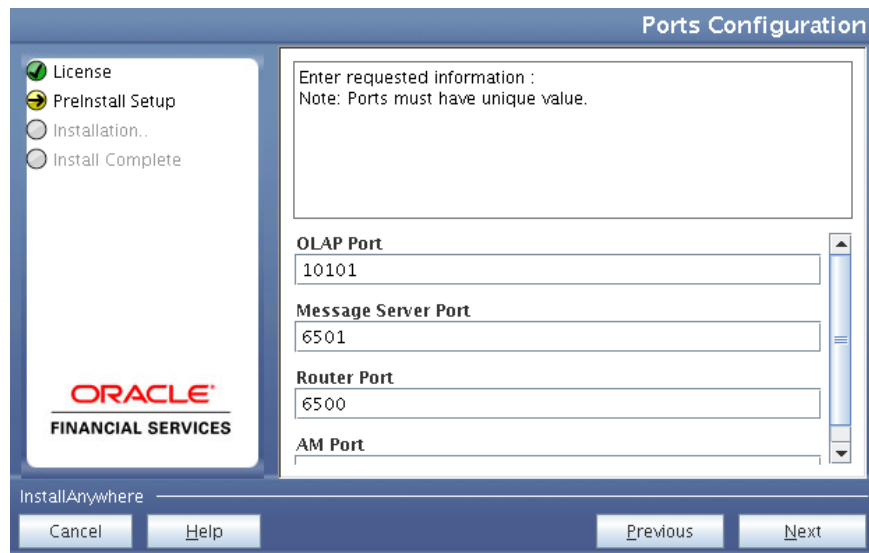 Ports Configuration
License
PreInstall Setup
Installation..
Install Complete
Enter requested information :
Note: Ports must have unique value.
OLAP Port
10101
Message Server Port
6501
Router Port
6500
AM Port
ORACLE
FINANCIAL SERVICES
InstallAnywhere
Cancel
Help
Previous
Next